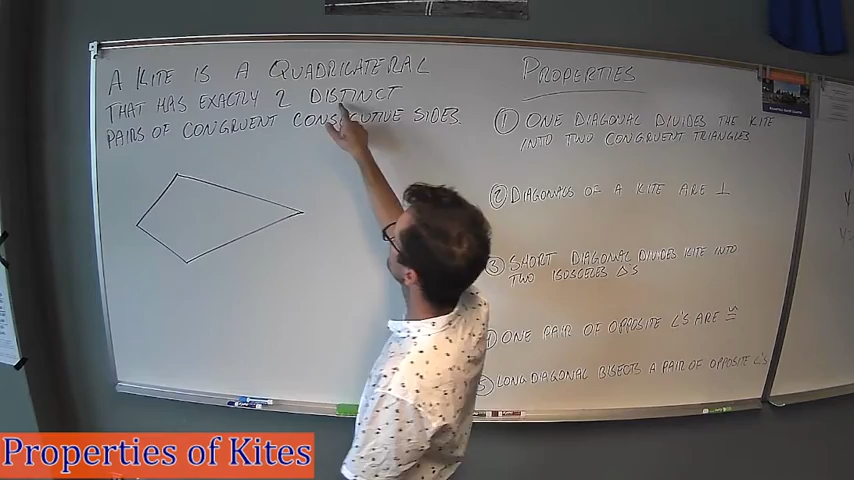 A KITE IS A QUADRILATERAL
THAT HAS EXACTLY 2 DISTINCT
PAIRS OF CONGRUENT CONSECUTIVE SIDES.
PROPERTIES
① ONE DIAGONAL DIVIDES THE KITE
INTO TWO CONGRUENT TRIANGLES
② DIAGONALS OF A KITE ARE ⊥
③ SHORT DIAGONAL DIVIDES KITE INTO
TWO ISOSCELES ΔS
ONE PAIR OF OPPOSITE ∠'S ARE ≅
⑤ LONG DIAGONAL BISECTS A PAIR OF OPPOSITE ∠'S
Properties of Kites